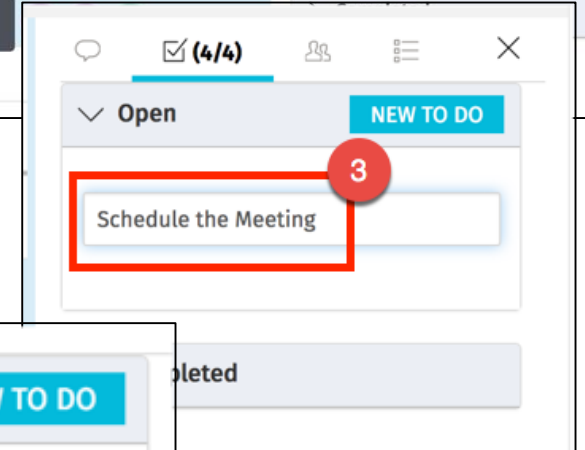 (4/4)
Open
NEW TO DO
3
Schedule the Meeting
TO DO
pleted